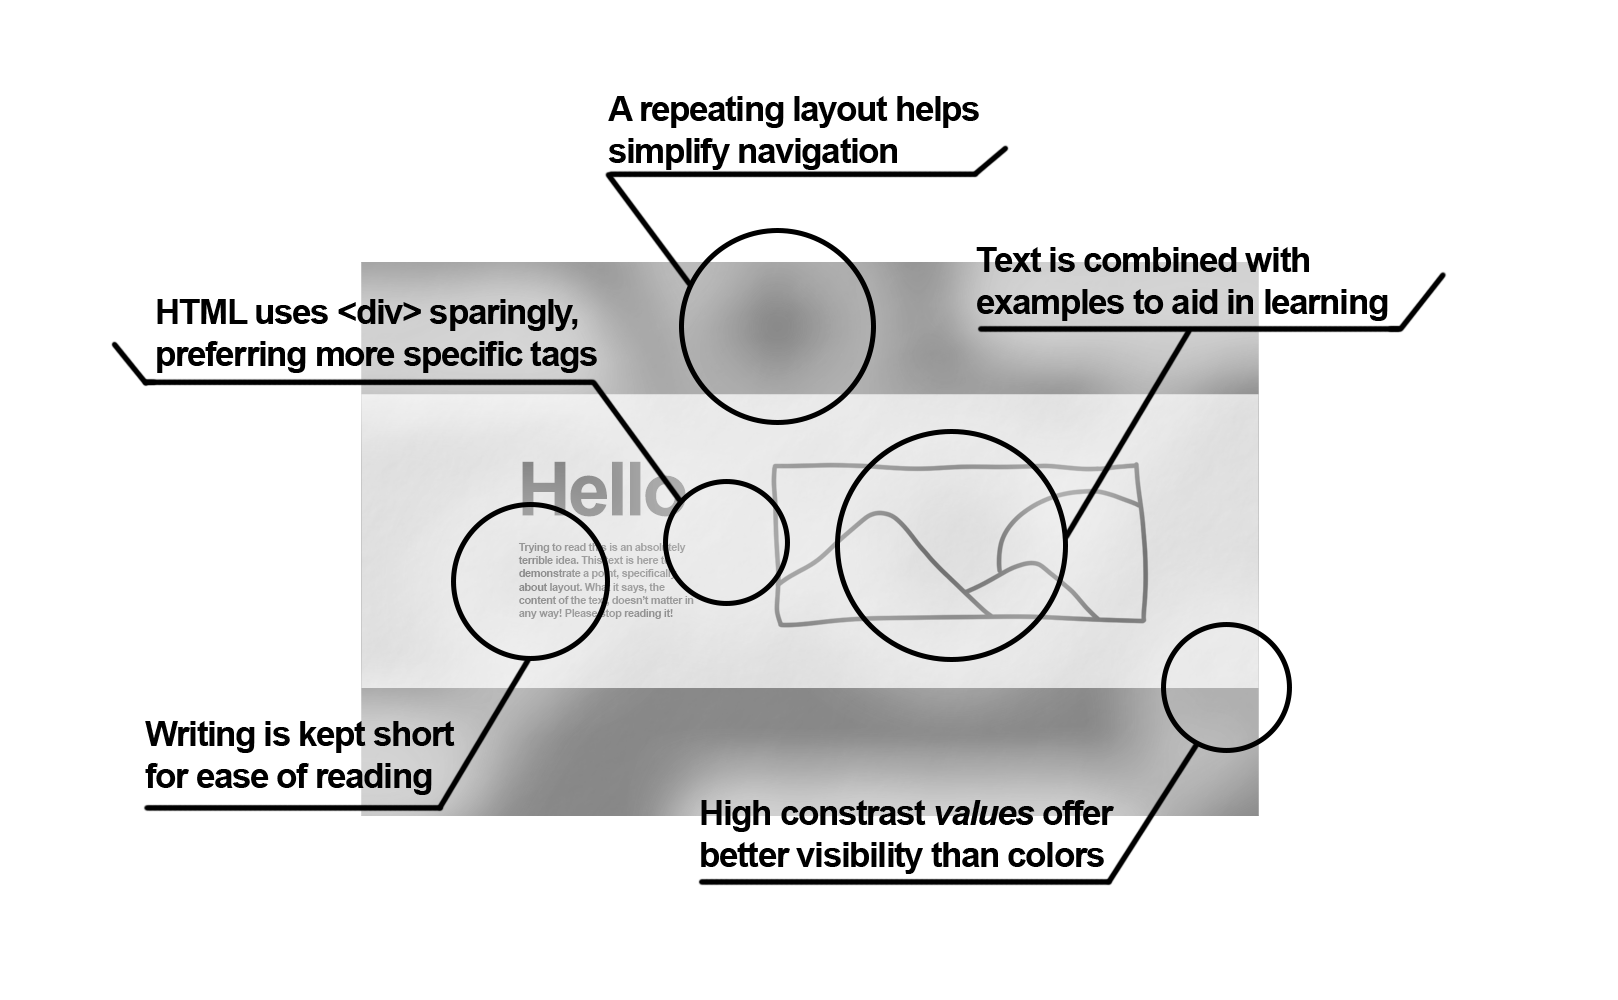 A repeating layout helps
simplify navigation
Text is combined with
examples to aid in learning
HTML uses <div> sparingly,
preferring more specific tags
Hello
Trying to read this is an absolutely
terrible idea. This text is here to
demonstrate a point, specifically
about layout. What it says, the
content of the text, doesn't matter in
any way! Please stop reading it!
Writing is kept short
for ease of reading
High constrast values offer
better visibility than colors